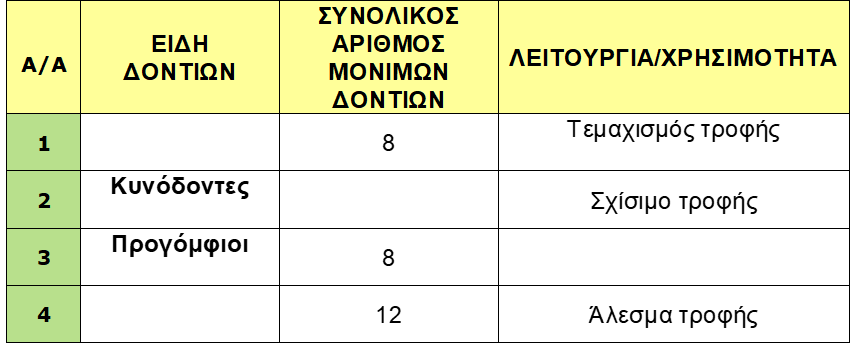 Α/Α
ΕΙΔΗ
ΔΟΝΤΙΩΝ
ΣΥΝΟΛΙΚΟΣ
ΑΡΙΘΜΟΣ
ΜΟΝΙΜΩΝ
ΔΟΝΤΙΩΝ
ΛΕΙΤΟΥΡΓΙΑ/ΧΡΗΣΙΜΟΤΗΤΑ
1
8
Τεμαχισμός τροφής
2
Κυνόδοντες
Σχίσιμο τροφής
3
Προγόμφιοι
8
4
12
Άλεσμα τροφής